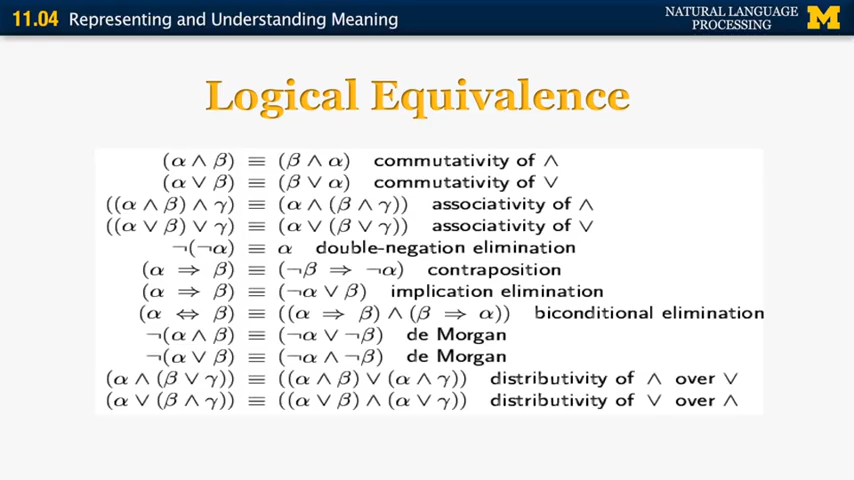 11.04 Representing and Understanding Meaning
NATURAL LANGUAGE
PROCESSING
M
Logical Equivalence
(α ∧ β) ≡ (β ∧ α) commutativity of ∧
(α ∨ β) ≡ (β ∨ α) commutativity of ∨
((α ∧ β) ∧ γ) ≡ (α ∧ (β ∧ γ)) associativity of ∧
((α ∨ β) ∨ γ) ≡ (α ∨ (β ∨ γ)) associativity of ∨
¬(¬α) ≡ α double-negation elimination
(α ⇒ β) ≡ (¬β ⇒ ¬α) contraposition
(α ⇒ β) ≡ (¬α ∨ β) implication elimination
(α ⇔ β) ≡ ((α ⇒ β) ∧ (β ⇒ α)) biconditional elimination
¬(α ∧ β) ≡ (¬α ∨ ¬β) de Morgan
¬(α ∨ β) ≡ (¬α ∧ ¬β) de Morgan
(α ∧ (β ∨ γ)) ≡ ((α ∧ β) ∨ (α ∧ γ)) distributivity of ∧ over ∨
(α ∨ (β ∧ γ)) ≡ ((α ∨ β) ∧ (α ∨ γ)) distributivity of ∨ over ∧